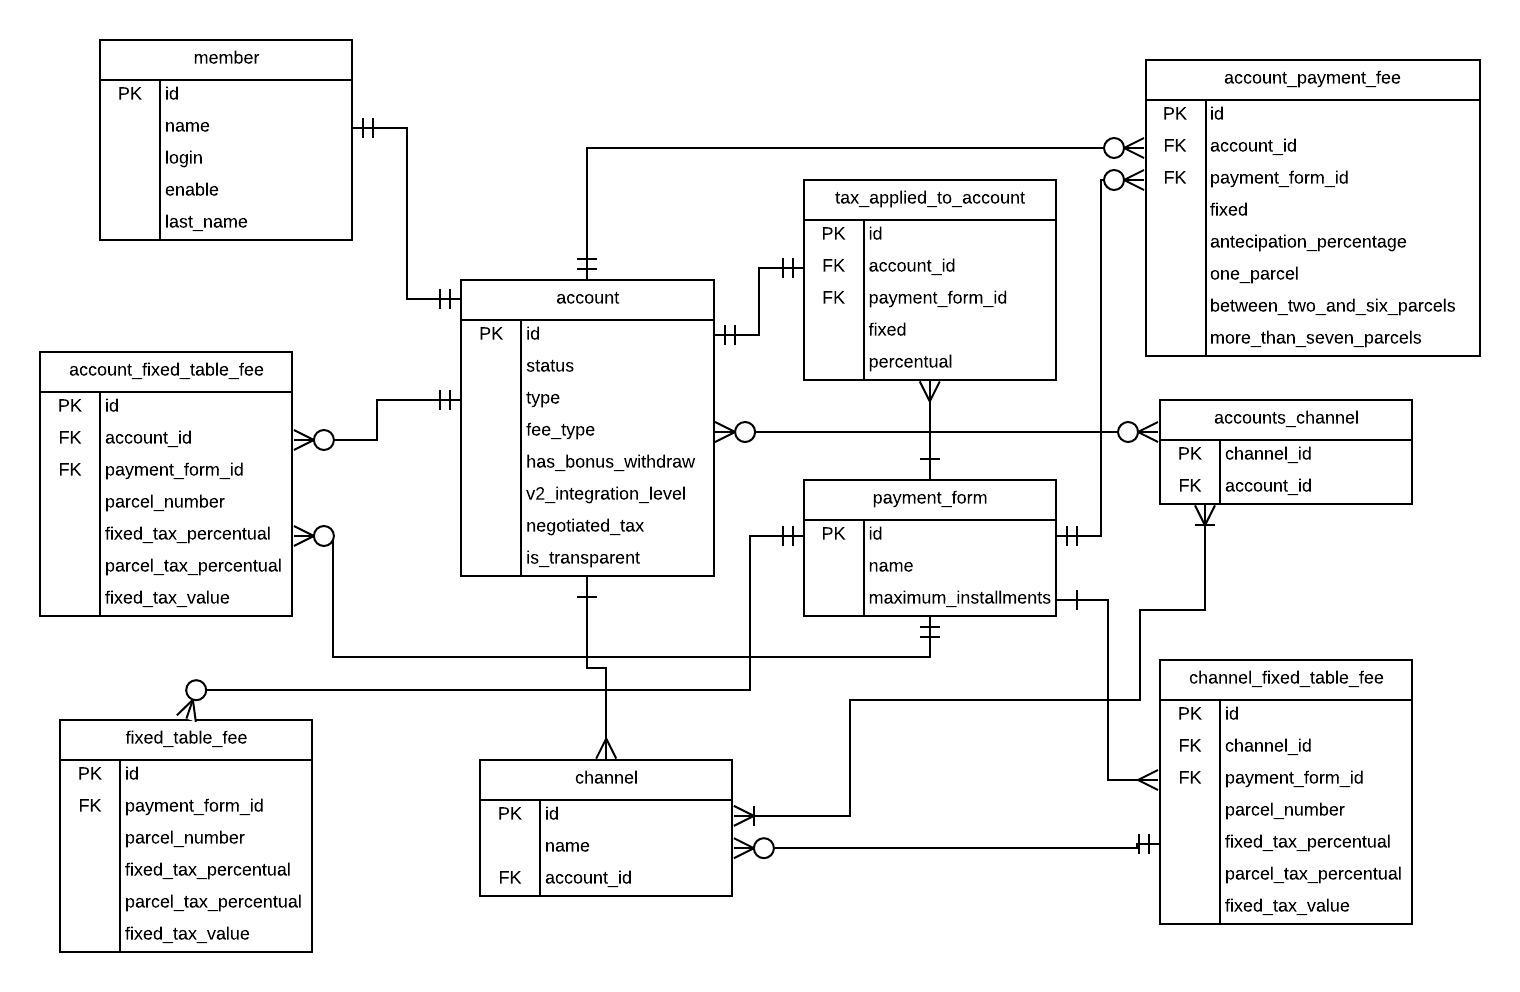 member
PK id
name
login
enable
last_name
account_payment_fee
PK id
FK account_id
FK payment_form_id
fixed
antecipation_percentage
one_parcel
between_two_and_six_parcels
more_than_seven_parcels
tax_applied_to_account
PK id
FK account_id
FK payment_form_id
fixed
percentual
account
PK id
status
type
fee_type
has_bonus_withdraw
v2_integration_level
negotiated_tax
is_transparent
account_fixed_table_fee
PK id
FK account_id
FK payment_form_id
parcel_number
fixed_tax_percentual
parcel_tax_percentual
fixed_tax_value
accounts_channel
PK channel_id
FK account_id
payment_form
PK id
name
maximum_installments
channel_fixed_table_fee
PK id
FK channel_id
FK payment_form_id
parcel_number
fixed_tax_percentual
parcel_tax_percentual
fixed_tax_value
fixed_table_fee
PK id
FK payment_form_id
parcel_number
fixed_tax_percentual
parcel_tax_percentual
fixed_tax_value
channel
PK id
name
FK account_id